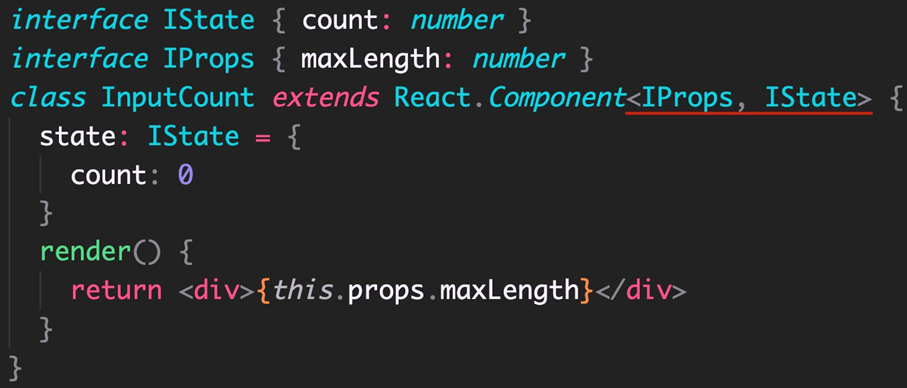 interface IState { count: number }
interface IProps { maxLength: number }
class InputCount extends React.Component<IProps, IState> {
  state: IState = {
    count: 0
  }
  render() {
    return <div>{this.props.maxLength}</div>
  }
}